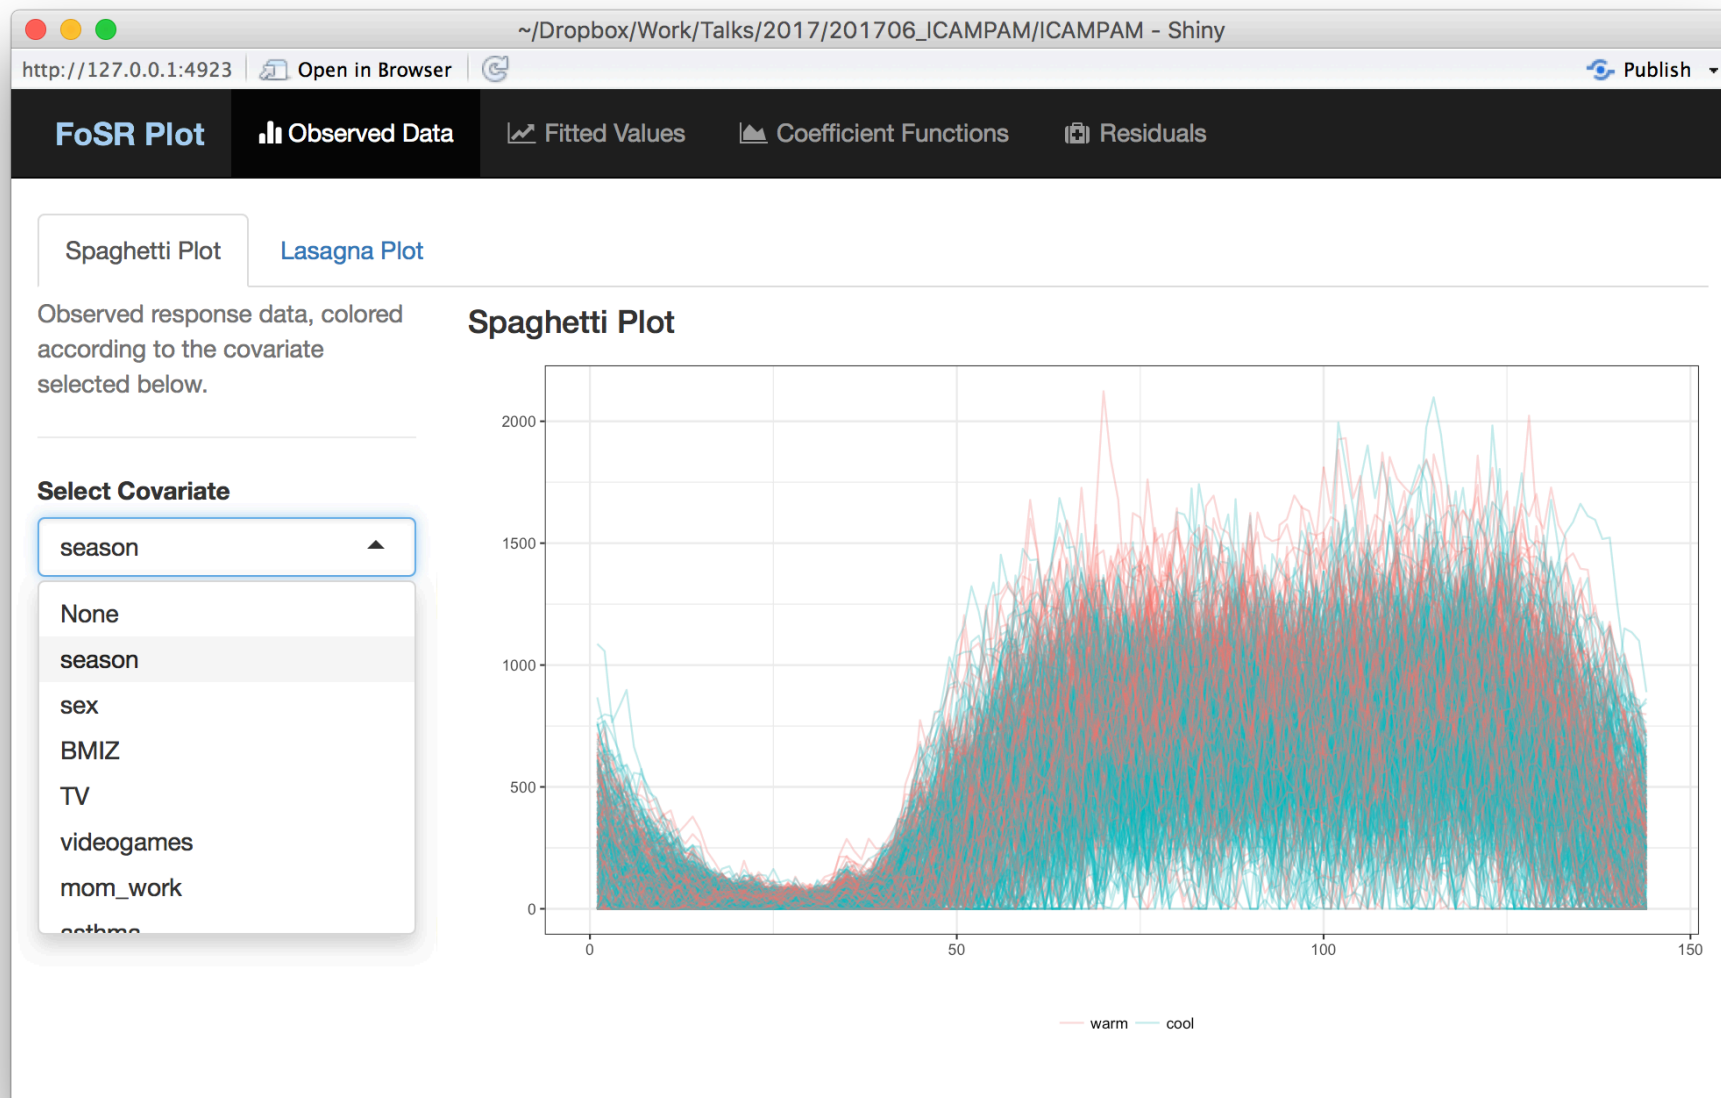 ~/Dropbox/Work/Talks/2017/201706_ICAMPAM/ICAMPAM - Shiny
http://127.0.0.1:4923 Open in Browser Publish
FoSR Plot Observed Data Fitted Values Coefficient Functions Residuals
Spaghetti Plot Lasagna Plot
Observed response data, colored
according to the covariate
selected below.
Select Covariate
season
None
season
sex
BMIZ
TV
videogames
mom_work
asthma
Spaghetti Plot
2000
1500
1000
500
0
0 50 100 150
warm cool